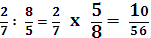 2/7 : 8/5 = 2/7 x 5/8 = 10/56